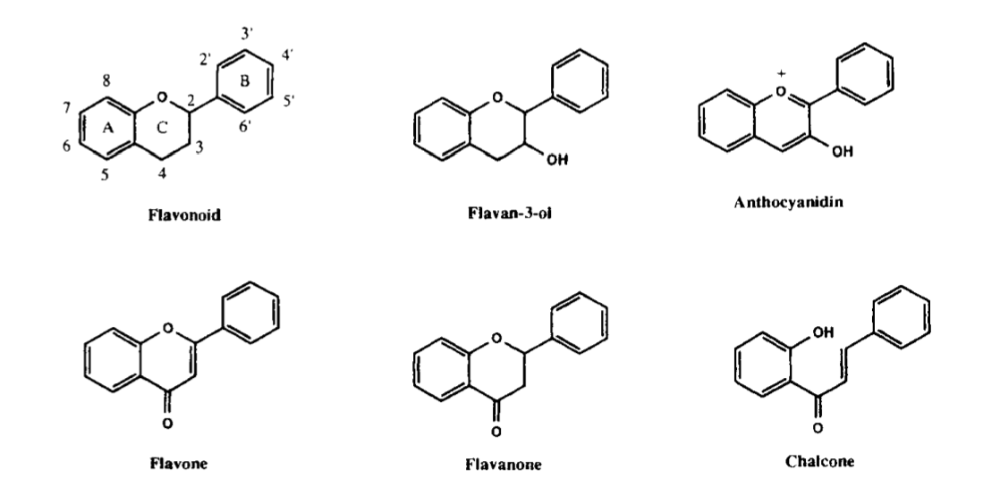 3'
2' 4'
8 B
O 2 5'
7 A C 6'
6 3
5 4
Flavonoid
O
OH
Flavan-3-ol
+
O
OH
Anthocyanidin
O
O
Flavone
O
O
Flavanone
OH
O
Chalcone